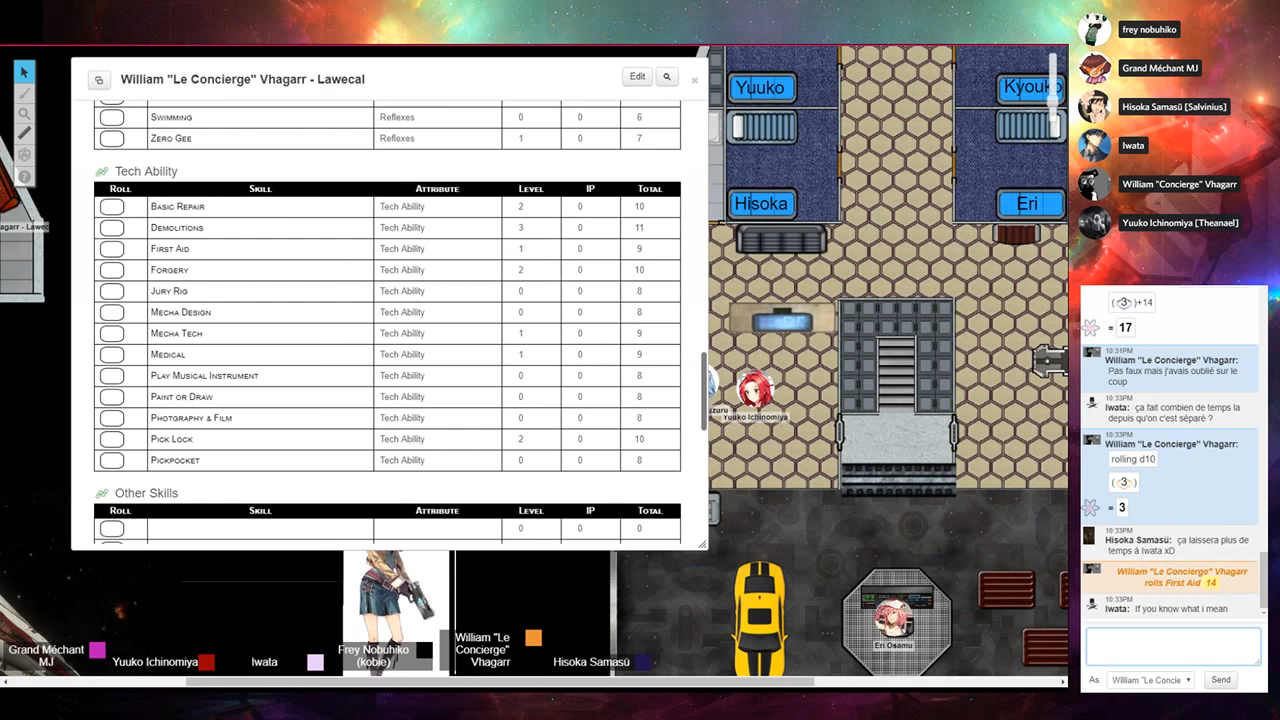 William "Le Concierge" Vhagarr - Lawecal
Edit
Swimming Reflexes 0 0 6
Zero Gee Reflexes 1 0 7
Tech Ability
Roll Skill Attribute Level IP Total
Basic Repair Tech Ability 2 0 10
Demolitions Tech Ability 3 0 11
First Aid Tech Ability 1 0 9
Forgery Tech Ability 2 0 10
Jury Rig Tech Ability 0 0 8
Mecha Design Tech Ability 0 0 8
Mecha Tech Tech Ability 1 0 9
Medical Tech Ability 1 0 9
Play Musical Instrument Tech Ability 0 0 8
Paint or Draw Tech Ability 0 0 8
Photgraphy & Film Tech Ability 0 0 8
Pick Lock Tech Ability 2 0 10
Pickpocket Tech Ability 0 0 8
Other Skills
Roll Skill Attribute Level IP Total
0 0 0
agarr - Lawec
Yuuko
Kyouko
Hisoka
Eri
uzuru
Yuuko Ichinomiya
Eri Osamu
Grand Méchant
MJ
Yuuko Ichinomiya
Iwata
Frey Nobuhiko
(kobie)
William "Le
Concierge"
Vhagarr
Hisoka Samasū
frey nobuhiko
Grand Méchant MJ
Hisoka Samasū [Salvinius]
Iwata
William "Concierge" Vhagarr
Yuuko Ichinomiya [Theanael]
(3)+14
= 17
10:31PM
William "Le Concierge" Vhagarr:
Pas faux mais j'avais oublié sur le
coup
10:33PM
Iwata: ça fait combien de temps la
depuis qu'on c'est séparé ?
10:33PM
William "Le Concierge" Vhagarr:
rolling d10
(3)
= 3
10:33PM
Hisoka Samasū: ça laissera plus de
temps à Iwata xD
William "Le Concierge" Vhagarr
rolls First Aid 14
10:33PM
Iwata: If you know what i mean
As: William "Le Concie
Send